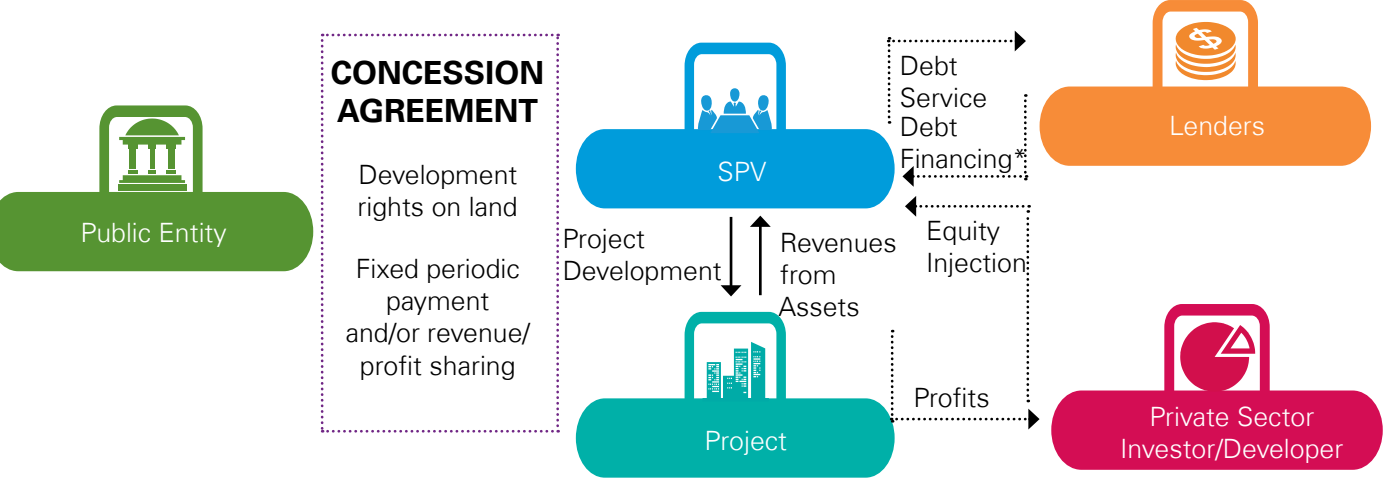 Public Entity
CONCESSION
AGREEMENT
Development
rights on land
Fixed periodic
payment
and/or revenue/
profit sharing
SPV
Project
Development
Revenues
from
Assets
Project
Debt
Service
Debt
Financing*
Lenders
Equity
Injection
Profits
Private Sector
Investor/Developer